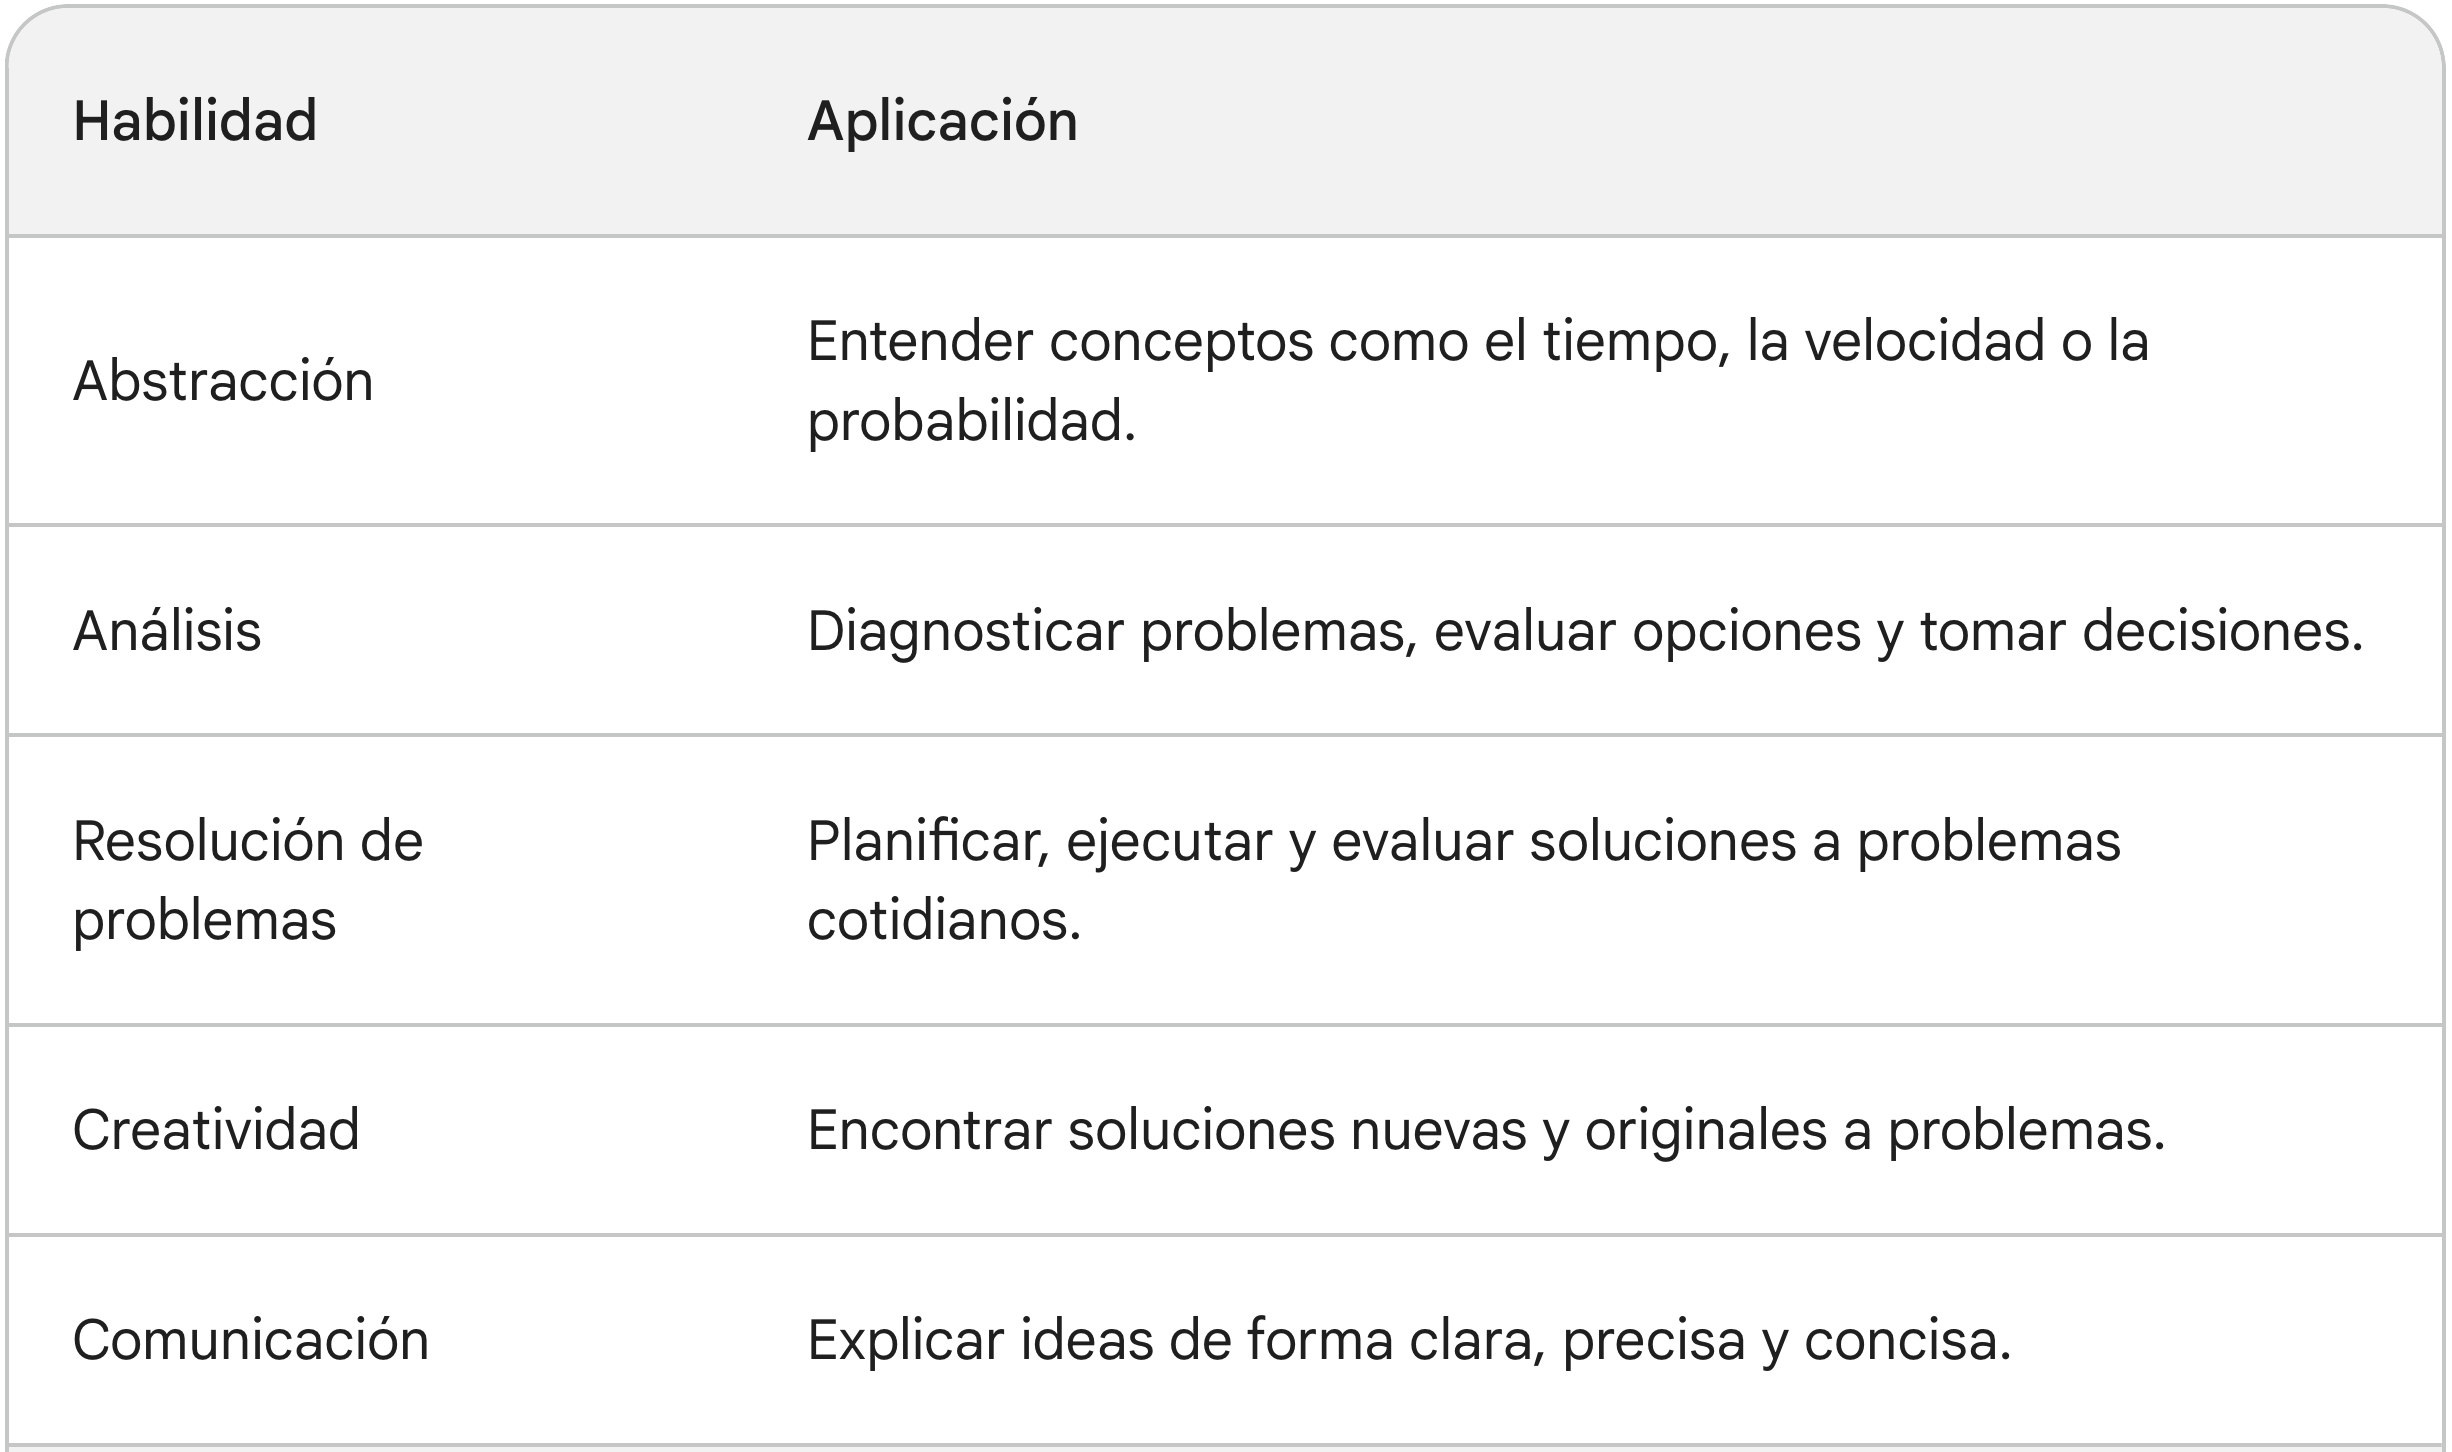 Habilidad Aplicación
Abstracción
Entender conceptos como el tiempo, la velocidad o la
probabilidad.
Análisis
Diagnosticar problemas, evaluar opciones y tomar decisiones.
Resolución de
problemas
Planificar, ejecutar y evaluar soluciones a problemas
cotidianos.
Creatividad
Encontrar soluciones nuevas y originales a problemas.
Comunicación
Explicar ideas de forma clara, precisa y concisa.